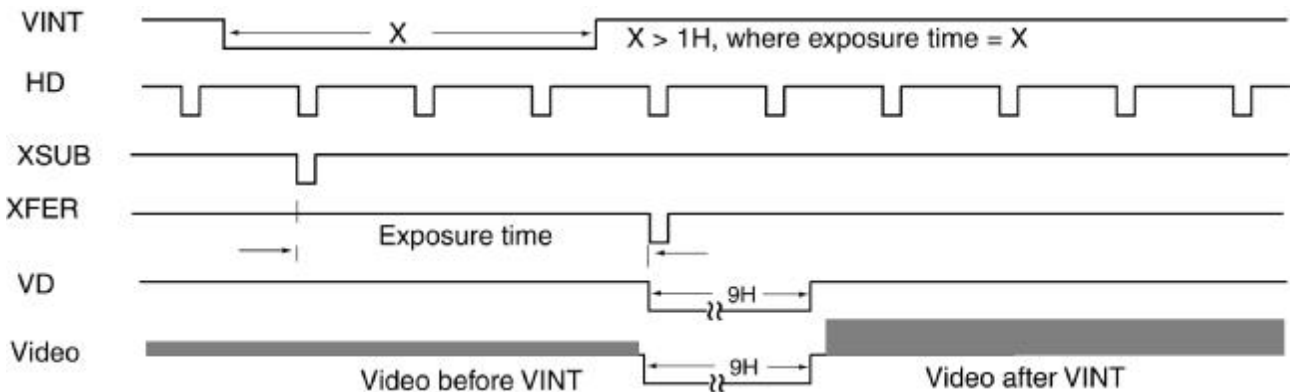 VINT
X
X > 1H, where exposure time = X
HD
XSUB
XFER
Exposure time
VD
9H
Video
9H
Video before VINT
Video after VINT